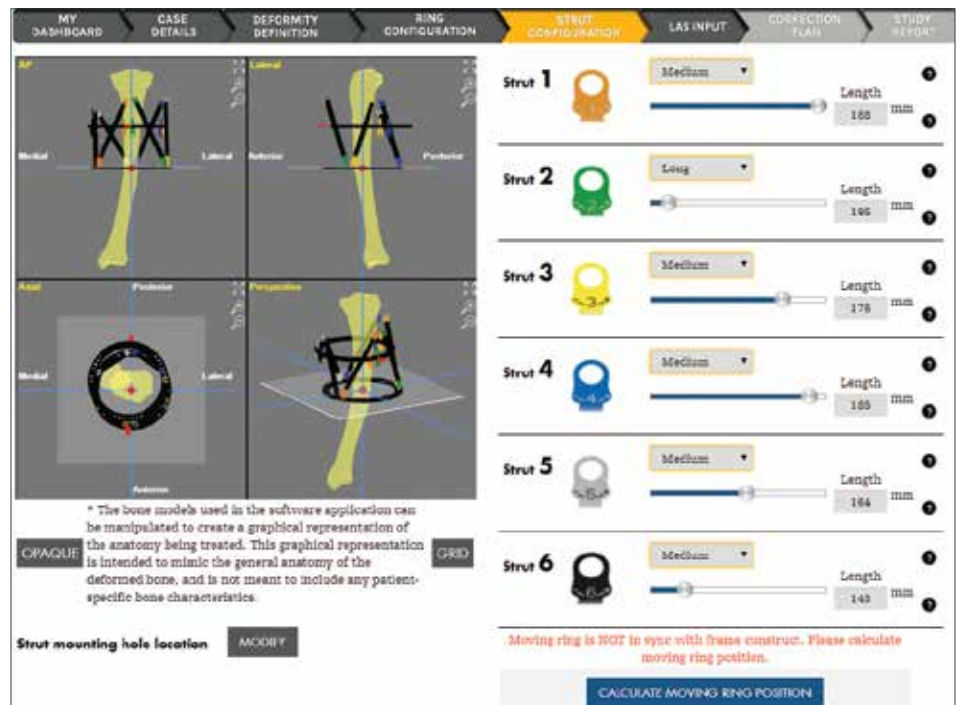 MY DASHBOARD
CASE DETAILS
DEFORMITY DEFINITION
RING CONFIGURATION
STRUT CONFIGURATION
LAS INPUT
CORRECTION PLAN
STUDY REPORT
AP
Medial
Lateral
Lateral
Anterior
Posterior
Axial
Posterior
Medial
Lateral
Anterior
Perspective
* The bone models used in the software application can
be manipulated to create a graphical representation of
the anatomy being treated. This graphical representation
is intended to mimic the general anatomy of the
deformed bone, and is not meant to include any patient-
specific bone characteristics.
OPAQUE
GRID
Strut mounting hole location
MODIFY
Strut 1
1
Medium
Length
mm
?
?
Strut 2
2
Long
Length
mm
?
?
Strut 3
3
Medium
Length
mm
?
?
Strut 4
4
Medium
Length
185 mm
?
?
Strut 5
5
Medium
Length
164 mm
?
?
Strut 6
6
Medium
Length
143 mm
?
?
Moving ring is NOT in sync with frame construct. Please calculate
moving ring position.
CALCULATE MOVING RING POSITION